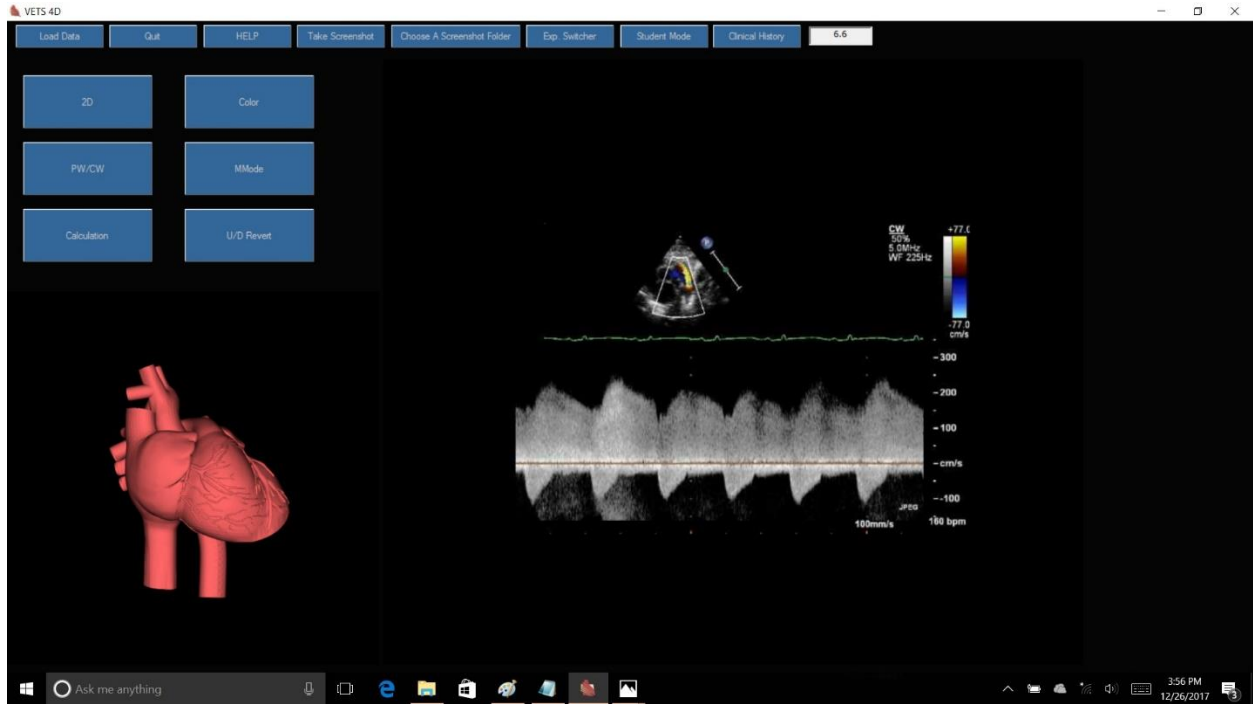 VETS 4D
Load Data Quit HELP Take Screenshot Choose A Screenshot Folder Exp. Switcher Student Mode Clinical History 6.6
2D Color
PW/CW MMode
Calculation U/D Revert
CW
50%
5.0MHz
WF 225Hz
+77.0
-77.0
cm/s
-300
-200
-100
-cm/s
--100
JPEG
100mm/s 160 bpm
Ask me anything
3:56 PM
12/26/2017
3